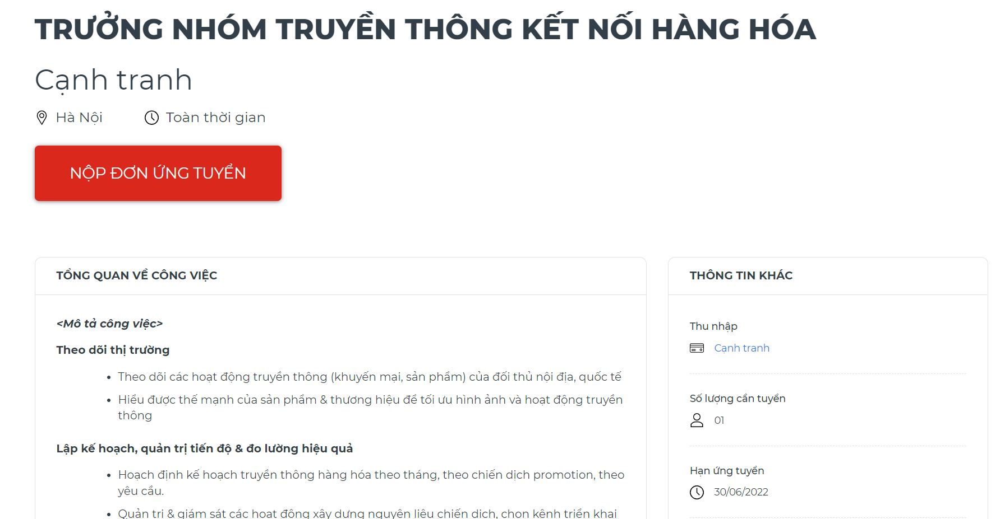 TRƯỞNG NHÓM TRUYỀN THÔNG KẾT NỐI HÀNG HÓA
Cạnh tranh
Hà Nội
Toàn thời gian
NỘP ĐƠN ỨNG TUYỂN
TỔNG QUAN VỀ CÔNG VIỆC
<Mô tả công việc>
Theo dõi thị trường
• Theo dõi các hoạt động truyền thông (khuyến mại, sản phẩm) của đối thủ nội địa, quốc tế
• Hiểu được thế mạnh của sản phẩm & thương hiệu để tối ưu hình ảnh và hoạt động truyền
thông
Lập kế hoạch, quản trị tiến độ & đo lường hiệu quả
• Hoạch định kế hoạch truyền thông hàng hóa theo tháng, theo chiến dịch promotion, theo
yêu cầu.
• Quản trị & giám sát các hoạt động xây dựng nguyên liệu chiến dịch, chọn kênh triển khai
THÔNG TIN KHÁC
Thu nhập
Cạnh tranh
Số lượng cần tuyển
01
Hạn ứng tuyển
30/06/2022